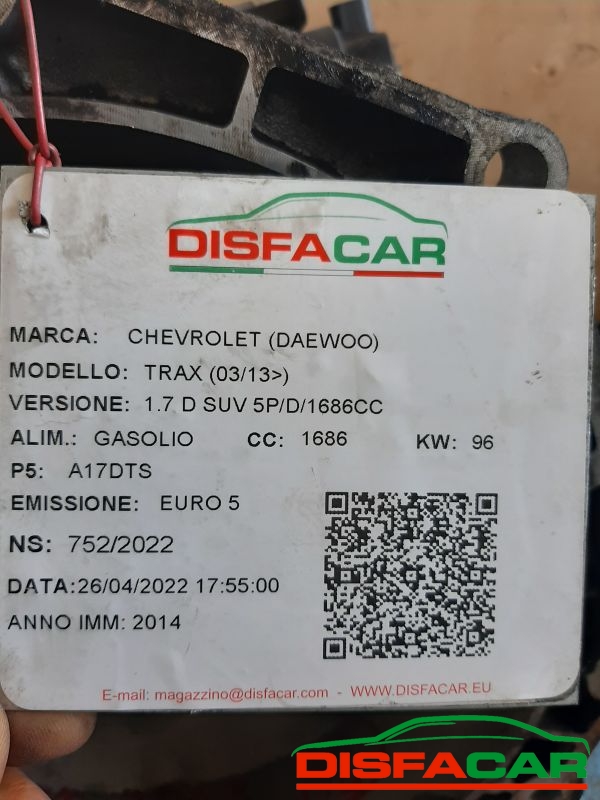 DISFACAR
MARCA: CHEVROLET (DAEWOO)
MODELLO: TRAX (03/13>)
VERSIONE: 1.7 D SUV 5P/D/1686CC
ALIM.: GASOLIO CC: 1686 KW: 96
P5: A17DTS
EMISSIONE: EURO 5
NS: 752/2022
DATA:26/04/2022 17:55:00
ANNO IMM: 2014
E-mail: magazzino@disfacar.com - WWW.DISFACAR.EU
DISFACAR